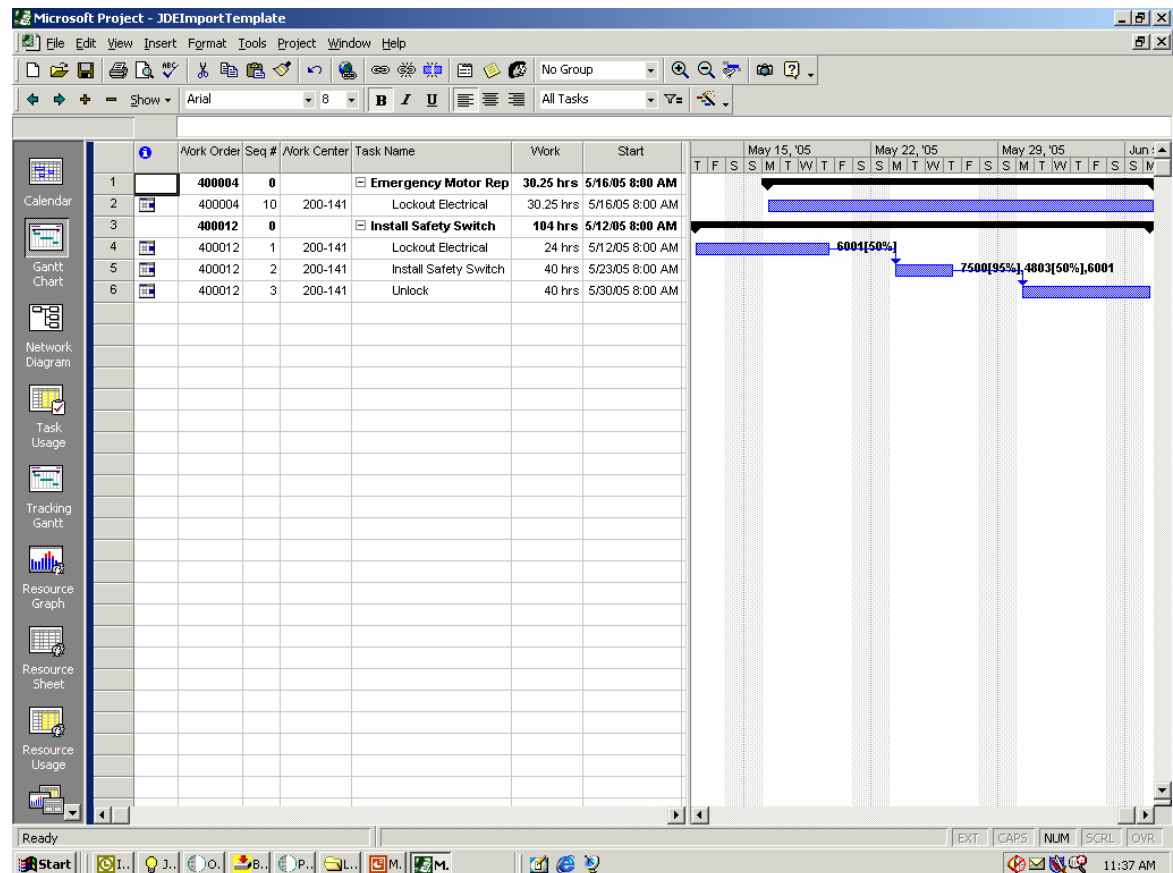 Microsoft Project - JDEImportTemplate
File Edit View Insert Format Tools Project Window Help
No Group
Show Arial 8 B I U All Tasks
Work Order Seq # Work Center Task Name Work Start
May 15, '05 May 22, '05 May 29, '05 Jun
T F S S M T W T F S S M T W T F S S M T W T F S S M
1 400004 0 Emergency Motor Rep 30.25 hrs 5/16/05 8:00 AM
2 400004 10 200-141 Lockout Electrical 30.25 hrs 5/16/05 8:00 AM
3 400012 0 Install Safety Switch 104 hrs 5/12/05 8:00 AM
4 400012 1 200-141 Lockout Electrical 24 hrs 5/12/05 8:00 AM 6001[50%]
5 400012 2 200-141 Install Safety Switch 40 hrs 5/23/05 8:00 AM 7500[95%],4803[50%],6001
6 400012 3 200-141 Unlock 40 hrs 5/30/05 8:00 AM
Calendar
Gantt
Chart
Network
Diagram
Task
Usage
Tracking
Gantt
Resource
Graph
Resource
Sheet
Resource
Usage
Ready EXT CAPS NUM SCRL OVR
Start I.. J.. O.. B.. P.. L.. M.. M. 11:37 AM